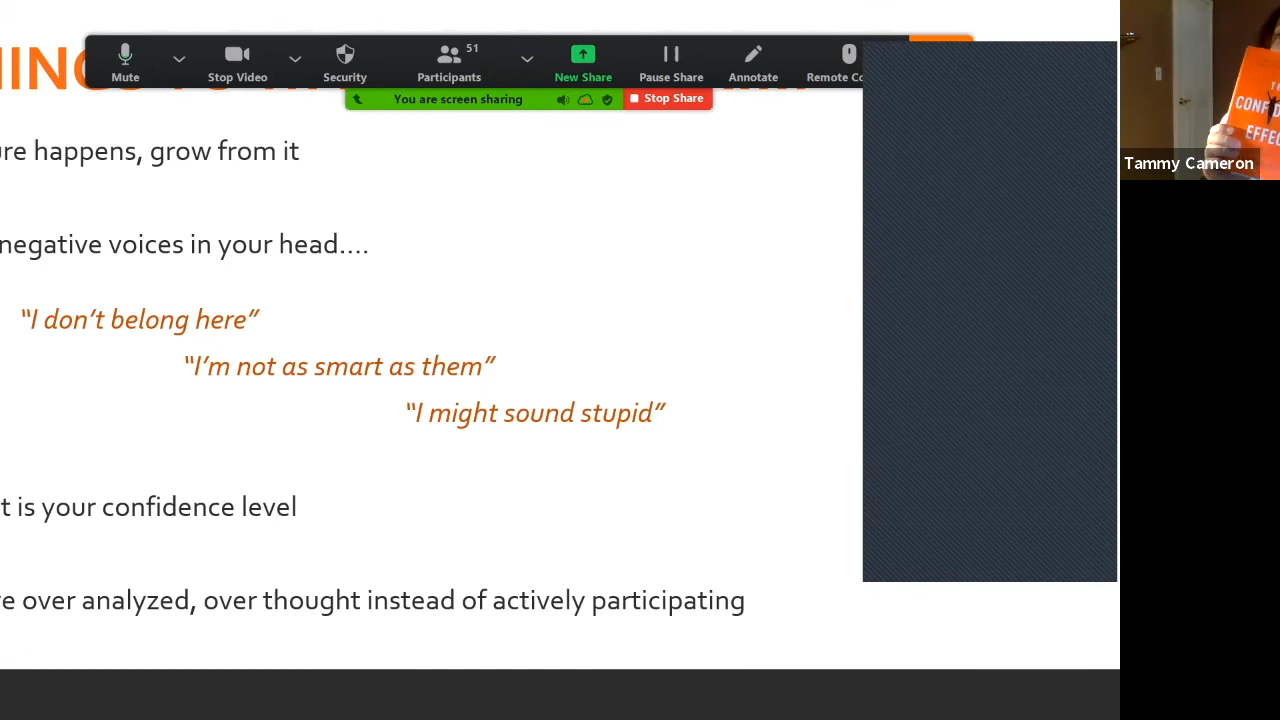 51
Mute
Stop Video
Security
Participants
New Share
Pause Share
Annotate
You are screen sharing
Stop Share
happens, grow from it
negative voices in your head....
“I don’t belong here”
“I’m not as smart as them”
“I might sound stupid”
is your confidence level
over analyzed, over thought instead of actively participating
Tammy Cameron